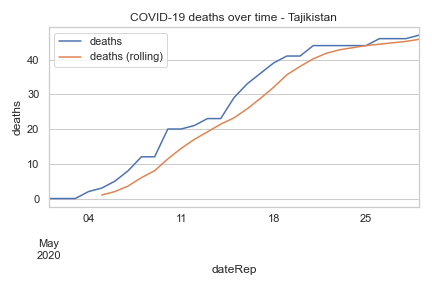 COVID-19 deaths over time - Tajikistan
deaths
deaths (rolling)
deaths
40
30
20
10
0
04
11
18
25
May
2020
dateRep